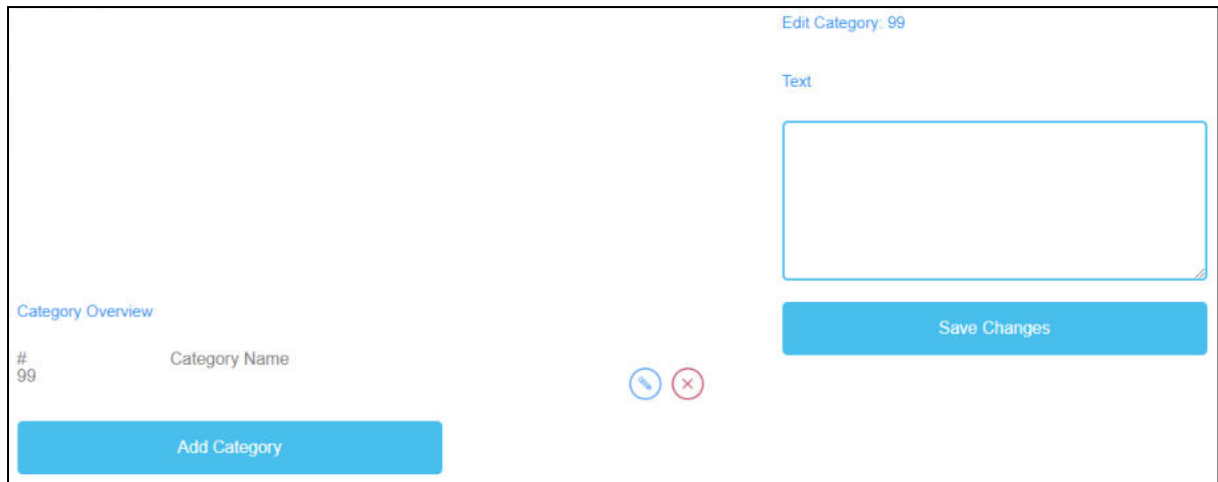 Edit Category: 99
Text
Save Changes
Category Overview
# Category Name
99
Add Category